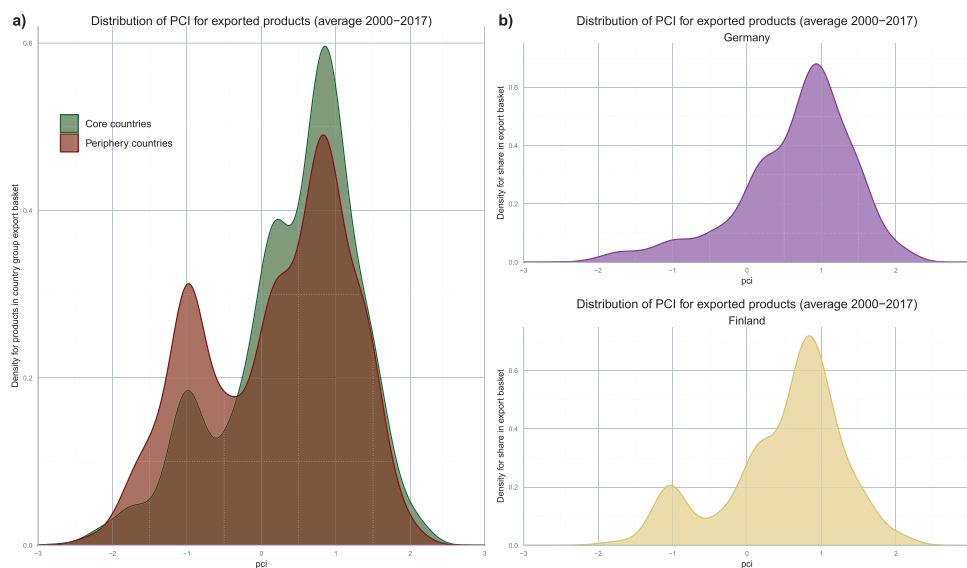 a)
Distribution of PCI for exported products (average 2000−2017)
Density for products in country group export basket
0.6
0.4
0.2
0.0
Core countries
Periphery countries
−3 −2 −1 0 1 2 3
pci
b)
Distribution of PCI for exported products (average 2000−2017)
Germany
Density for share in export basket
0.6
0.4
0.2
0.0
−3 −2 −1 0 1 2
pci
Distribution of PCI for exported products (average 2000−2017)
Finland
Density for share in export basket
0.6
0.4
0.2
0.0
−3 −2 −1 0 1 2
pci